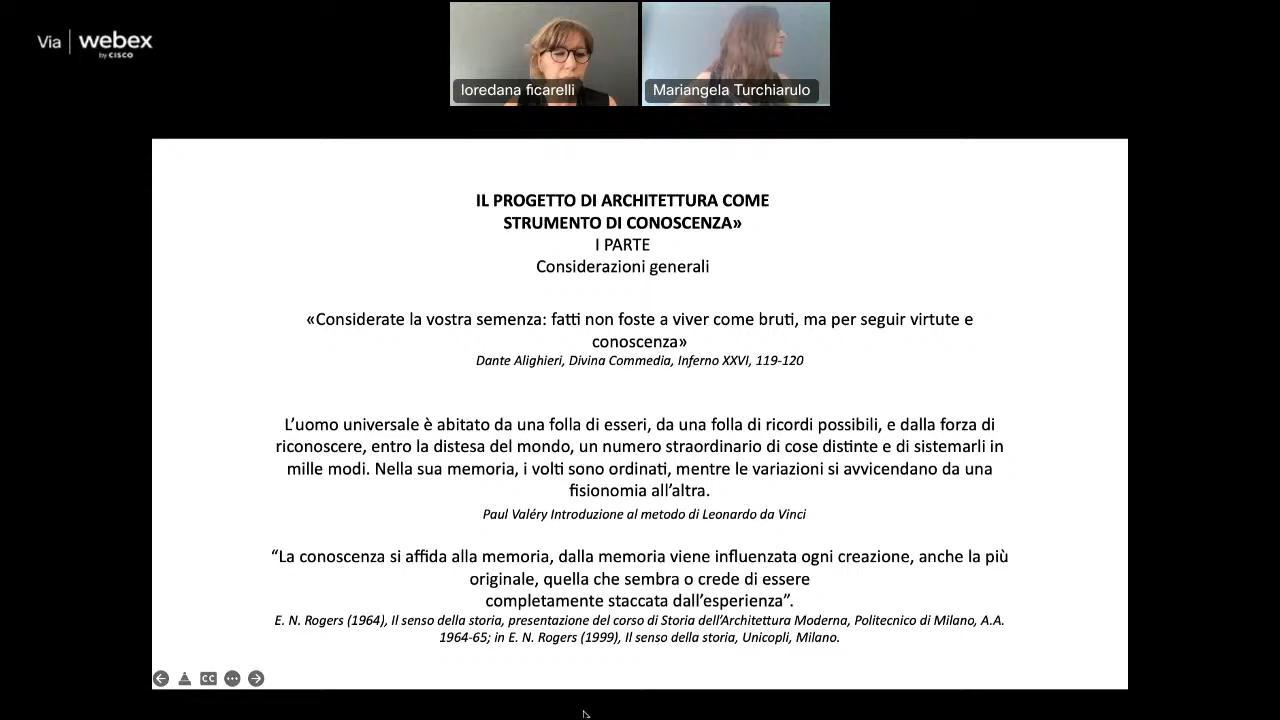 Via | webex
by CISCO
loredana ficarelli
Mariangela Turchiarulo
IL PROGETTO DI ARCHITETTURA COME
STRUMENTO DI CONOSCENZA»
I PARTE
Considerazioni generali
«Considerate la vostra semenza: fatti non foste a viver come bruti, ma per seguir virtute e
conoscenza»
Dante Alighieri, Divina Commedia, Inferno XXVI, 119-120
L’uomo universale è abitato da una folla di esseri, da una folla di ricordi possibili, e dalla forza di
riconoscere, entro la distesa del mondo, un numero straordinario di cose distinte e di sistemarli in
mille modi. Nella sua memoria, i volti sono ordinati, mentre le variazioni si avvicendano da una
fisionomia all’altra.
Paul Valéry Introduzione al metodo di Leonardo da Vinci
“La conoscenza si affida alla memoria, dalla memoria viene influenzata ogni creazione, anche la più
originale, quella che sembra o crede di essere
completamente staccata dall’esperienza”.
E. N. Rogers (1964), Il senso della storia, presentazione del corso di Storia dell’Architettura Moderna, Politecnico di Milano, A.A.
1964-65; in E. N. Rogers (1999), Il senso della storia, Unicopli, Milano.
CC